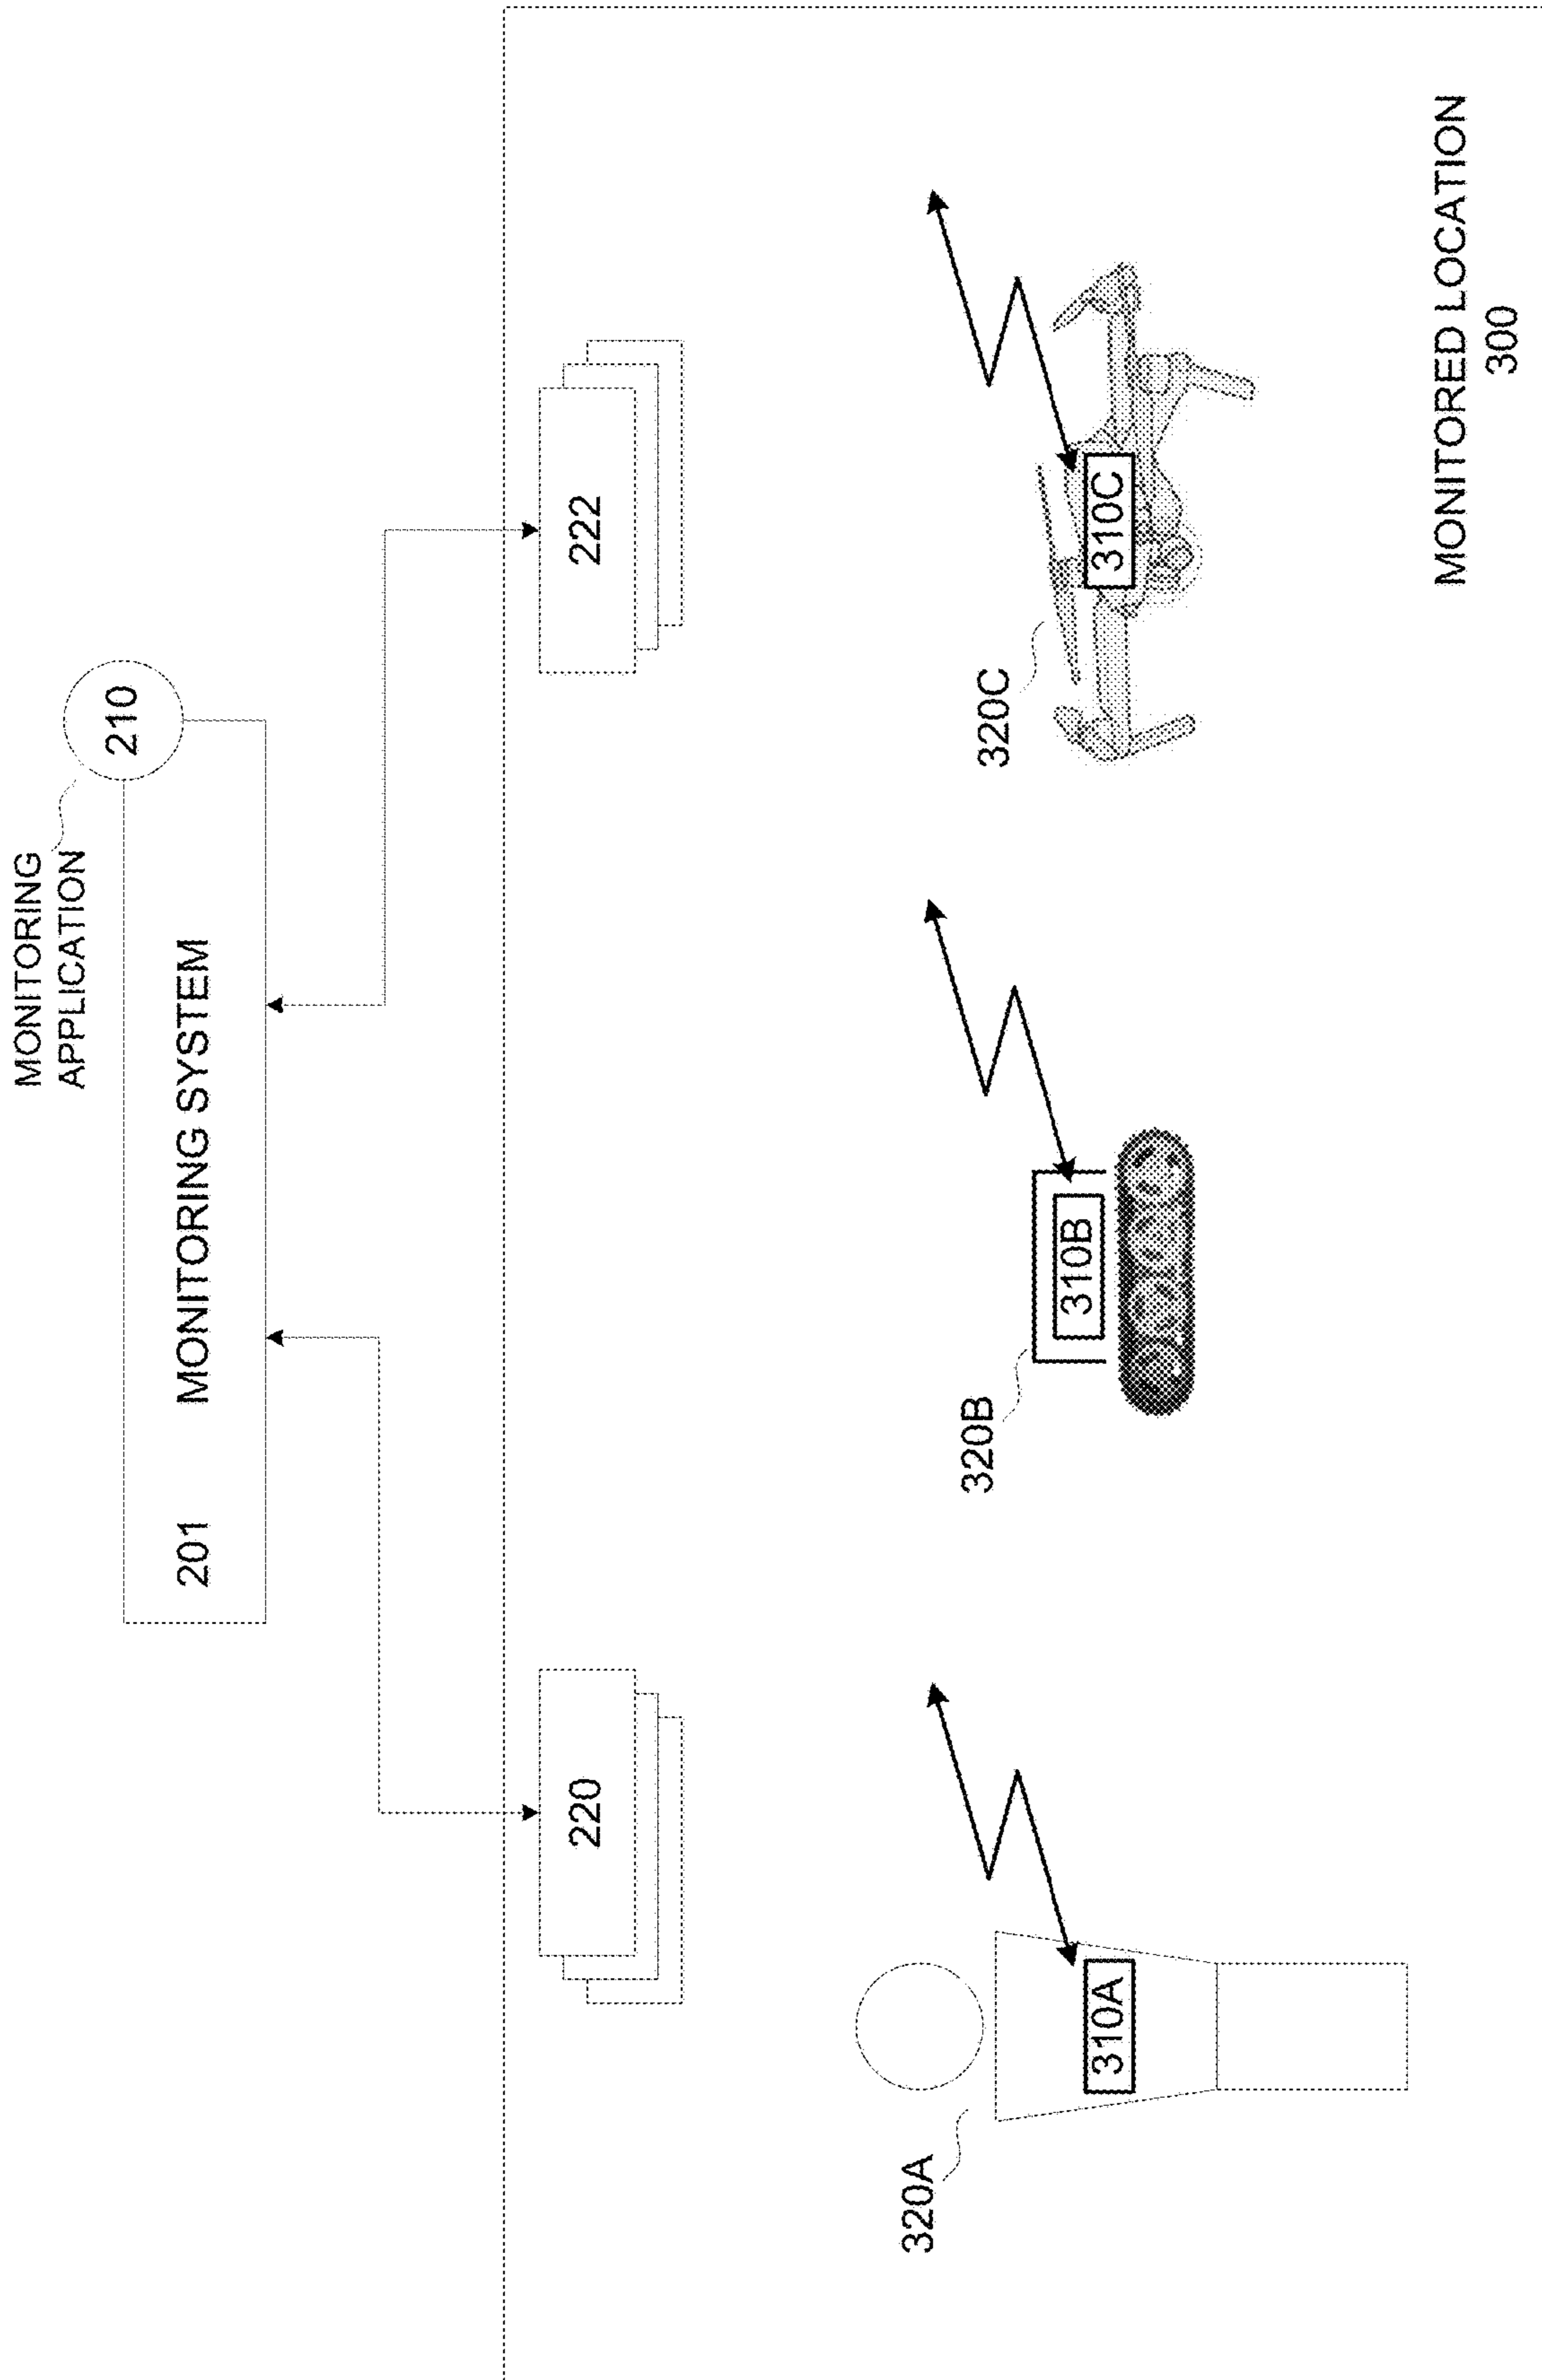 MONITORING
APPLICATION
210
201 MONITORING SYSTEM
220
222
320A
310A
320B
310B
320C
310C
MONITORED LOCATION
300